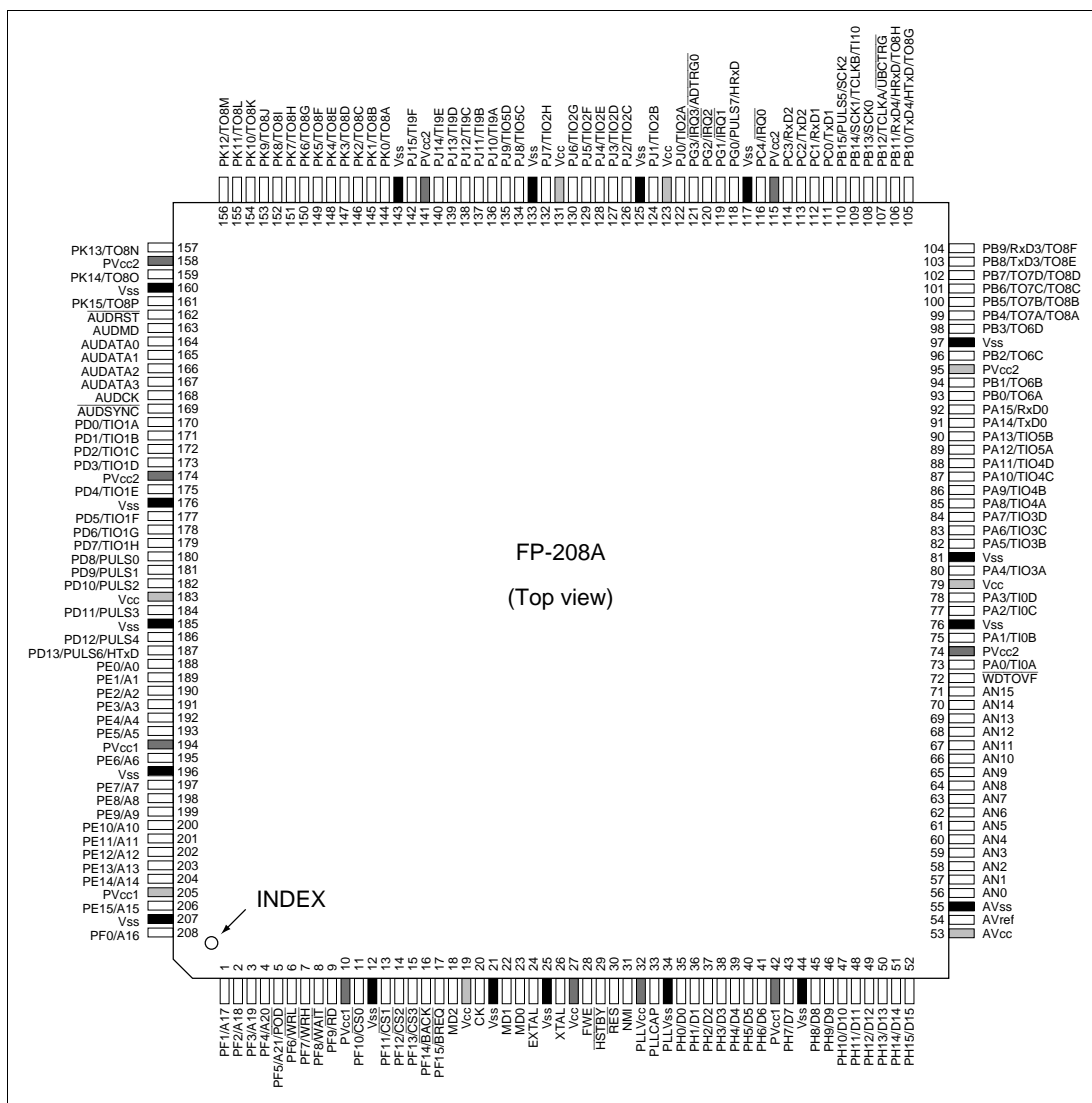 PK12/TO8M
PK11/TO8L
PK10/TO8K
PK9/TO8J
PK8/TO8I
PK7/TO8H
PK6/TO8G
PK5/TO8F
PK4/TO8E
PK3/TO8D
PK2/TO8C
PK1/TO8B
PK0/TO8A
Vss
PJ15/TI9F
PVcc2
PJ14/TI9E
PJ13/TI9D
PJ12/TI9C
PJ11/TI9B
PJ10/TI9A
PJ9/TIO5D
PJ8/TIO5C
Vss
PJ7/TIO2H
Vcc
PJ6/TIO2G
PJ5/TIO2F
PJ4/TIO2E
PJ3/TIO2D
PJ2/TIO2C
Vss
PJ1/TIO2B
Vcc
PJ0/TIO2A
PG3/IRQ3/ADTRG0
PG2/IRQ2
PG1/IRQ1
PG0/PULS7/HRxD
Vss
PC4/IRQ0
PVcc2
PC3/RxD2
PC2/TxD2
PC1/RxD1
PC0/TxD1
PB15/PULS5/SCK2
PB14/SCK1/TCLKB/TI10
PB13/SCK0
PB12/TCLKA/UBCTRG
PB11/RxD4/HRxD/TO8H
PB10/TxD4/HTxD/TO8G
156 155 154 153 152 151 150 149 148 147 146 145 144 143 142 141 140 139 138 137 136 135 134 133 132 131 130 129 128 127 126 125 124 123 122 121 120 119 118 117 116 115 114 113 112 111 110 109 108 107 106 105
PK13/TO8N 157
PVcc2 158
PK14/TO8O 159
Vss 160
PK15/TO8P 161
AUDRST 162
AUDMD 163
AUDATA0 164
AUDATA1 165
AUDATA2 166
AUDATA3 167
AUDCK 168
AUDSYNC 169
PD0/TIO1A 170
PD1/TIO1B 171
PD2/TIO1C 172
PD3/TIO1D 173
PVcc2 174
PD4/TIO1E 175
Vss 176
PD5/TIO1F 177
PD6/TIO1G 178
PD7/TIO1H 179
PD8/PULS0 180
PD9/PULS1 181
PD10/PULS2 182
Vcc 183
PD11/PULS3 184
Vss 185
PD12/PULS4 186
PD13/PULS6/HTxD 187
PE0/A0 188
PE1/A1 189
PE2/A2 190
PE3/A3 191
PE4/A4 192
PE5/A5 193
PVcc1 194
PE6/A6 195
Vss 196
PE7/A7 197
PE8/A8 198
PE9/A9 199
PE10/A10 200
PE11/A11 201
PE12/A12 202
PE13/A13 203
PE14/A14 204
PVcc1 205
PE15/A15 206
Vss 207
PF0/A16 208
FP-208A
(Top view)
INDEX
104 PB9/RxD3/TO8F
103 PB8/TxD3/TO8E
102 PB7/TO7D/TO8D
101 PB6/TO7C/TO8C
100 PB5/TO7B/TO8B
99 PB4/TO7A/TO8A
98 PB3/TO6D
97 Vss
96 PB2/TO6C
95 PVcc2
94 PB1/TO6B
93 PB0/TO6A
92 PA15/RxD0
91 PA14/TxD0
90 PA13/TIO5B
89 PA12/TIO5A
88 PA11/TIO4D
87 PA10/TIO4C
86 PA9/TIO4B
85 PA8/TIO4A
84 PA7/TIO3D
83 PA6/TIO3C
82 PA5/TIO3B
81 Vss
80 PA4/TIO3A
79 Vcc
78 PA3/TI0D
77 PA2/TI0C
76 Vss
75 PA1/TI0B
74 PVcc2
73 PA0/TI0A
72 WDTOVF
71 AN15
70 AN14
69 AN13
68 AN12
67 AN11
66 AN10
65 AN9
64 AN8
63 AN7
62 AN6
61 AN5
60 AN4
59 AN3
58 AN2
57 AN1
56 AN0
55 AVss
54 AVref
53 AVcc
1 2 3 4 5 6 7 8 9 10 11 12 13 14 15 16 17 18 19 20 21 22 23 24 25 26 27 28 29 30 31 32 33 34 35 36 37 38 39 40 41 42 43 44 45 46 47 48 49 50 51 52
PF1/A17
PF2/A18
PF3/A19
PF4/A20
PF5/A21/POD
PF6/WRL
PF7/WRH
PF8/WAIT
PF9/RD
PVcc1
PF10/CS0
Vss
PF11/CS1
PF12/CS2
PF13/CS3
PF14/BACK
PF15/BREQ
MD2
Vcc
CK
Vss
MD1
MD0
EXTAL
Vss
XTAL
Vcc
FWE
HSTBY
RES
NMI
PLLVcc
PLLCAP
PLLVss
PH0/D0
PH1/D1
PH2/D2
PH3/D3
PH4/D4
PH5/D5
PH6/D6
PVcc1
PH7/D7
Vss
PH8/D8
PH9/D9
PH10/D10
PH11/D11
PH12/D12
PH13/D13
PH14/D14
PH15/D15